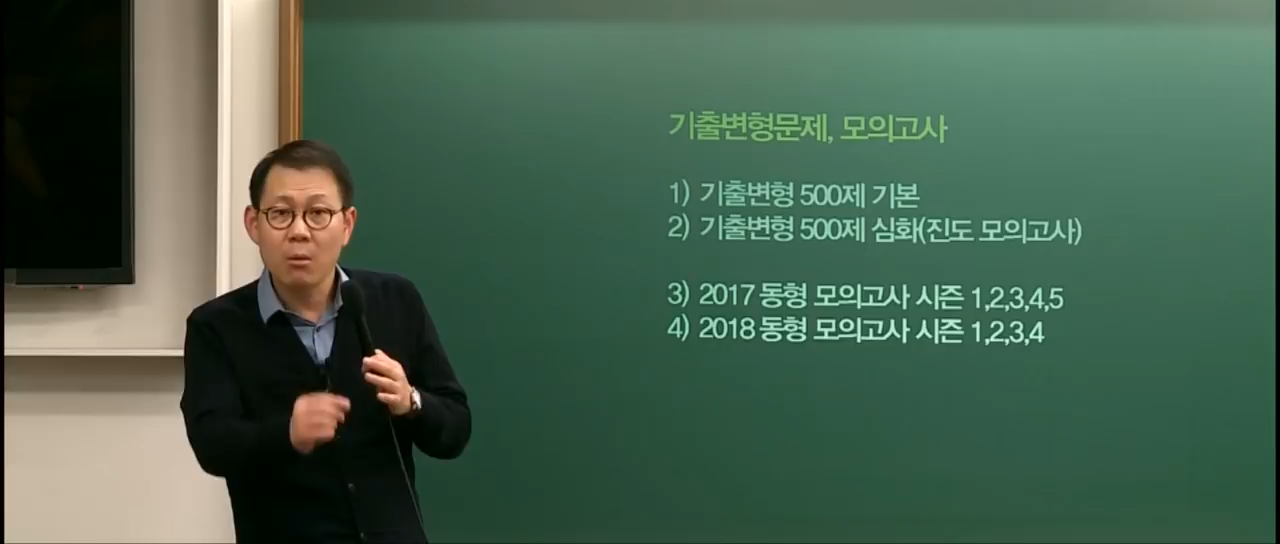 기출변형문제, 모의고사
1) 기출변형 500제 기본
2) 기출변형 500제 심화(진도 모의고사)
3) 2017 동형 모의고사 시즌 1,2,3,4,5
4) 2018 동형 모의고사 시즌 1,2,3,4